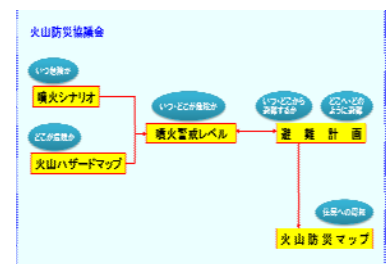 火山防災協議会
いつ危険か
噴火シナリオ
いつ・どこが危険か
いつ・どこから
避難するか
どこへ・どの
ように避難
どこが危険か
噴火警戒レベル
避難計画
火山ハザードマップ
住民への周知
火山防災マップ